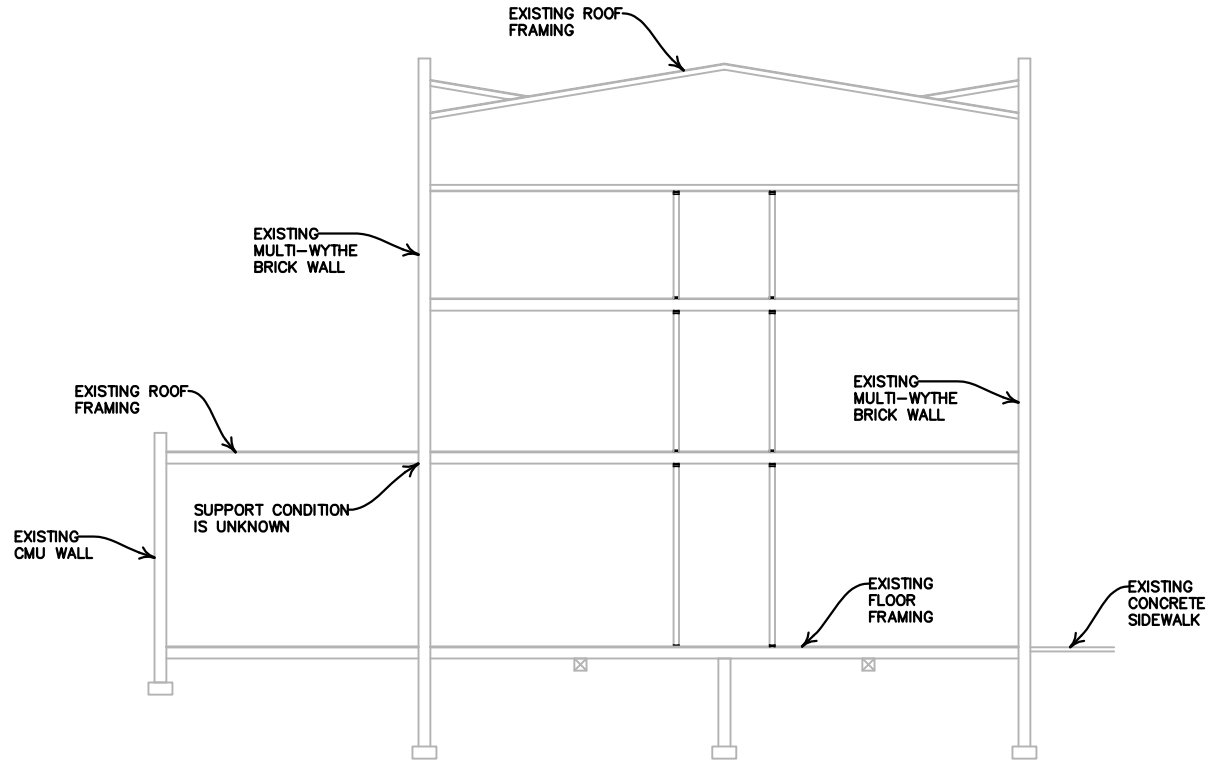 EXISTING ROOF
FRAMING
EXISTING
MULTI-WYTHE
BRICK WALL
EXISTING ROOF
FRAMING
EXISTING
MULTI-WYTHE
BRICK WALL
SUPPORT CONDITION
IS UNKNOWN
EXISTING
CMU WALL
EXISTING
FLOOR
FRAMING
EXISTING
CONCRETE
SIDEWALK